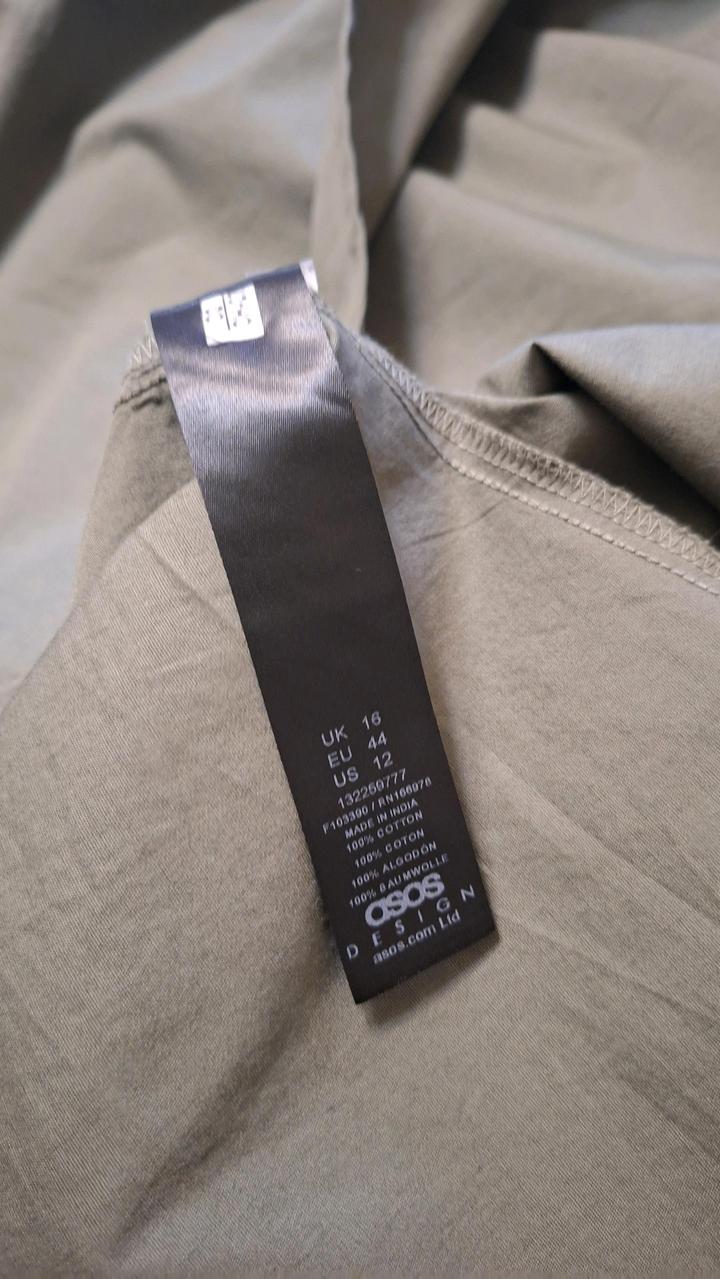 UK 16
EU 44
US 12
132259777
F103390 / RN166978
MADE IN INDIA
100% COTTON
100% COTON
100% ALGODÓN
100% BAUMWOLLE
asos
DESIGN
asos.com Ltd